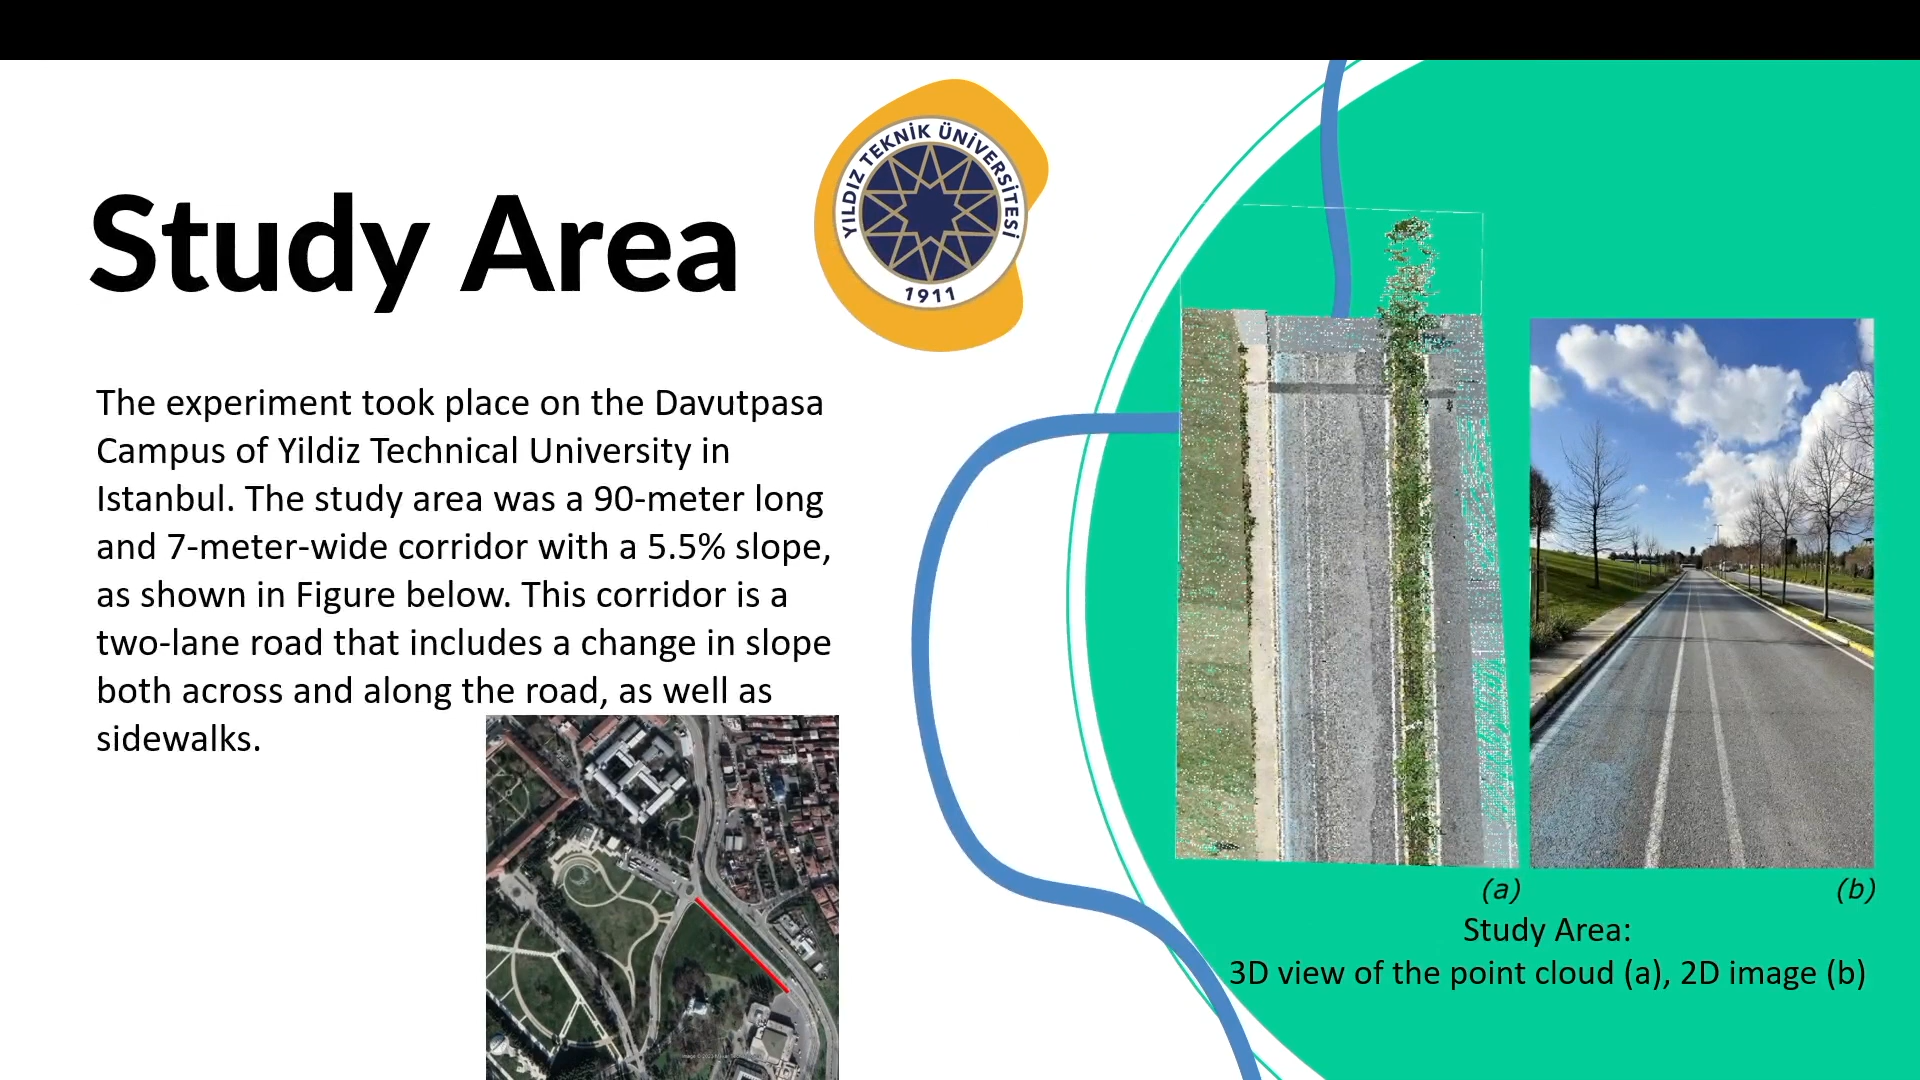 Study Area
YILDIZ TEKNİK ÜNİVERSİTESİ
1911
The experiment took place on the Davutpasa
Campus of Yildiz Technical University in
Istanbul. The study area was a 90-meter long
and 7-meter-wide corridor with a 5.5% slope,
as shown in Figure below. This corridor is a
two-lane road that includes a change in slope
both across and along the road, as well as
sidewalks.
(a)
(b)
Study Area:
3D view of the point cloud (a), 2D image (b)